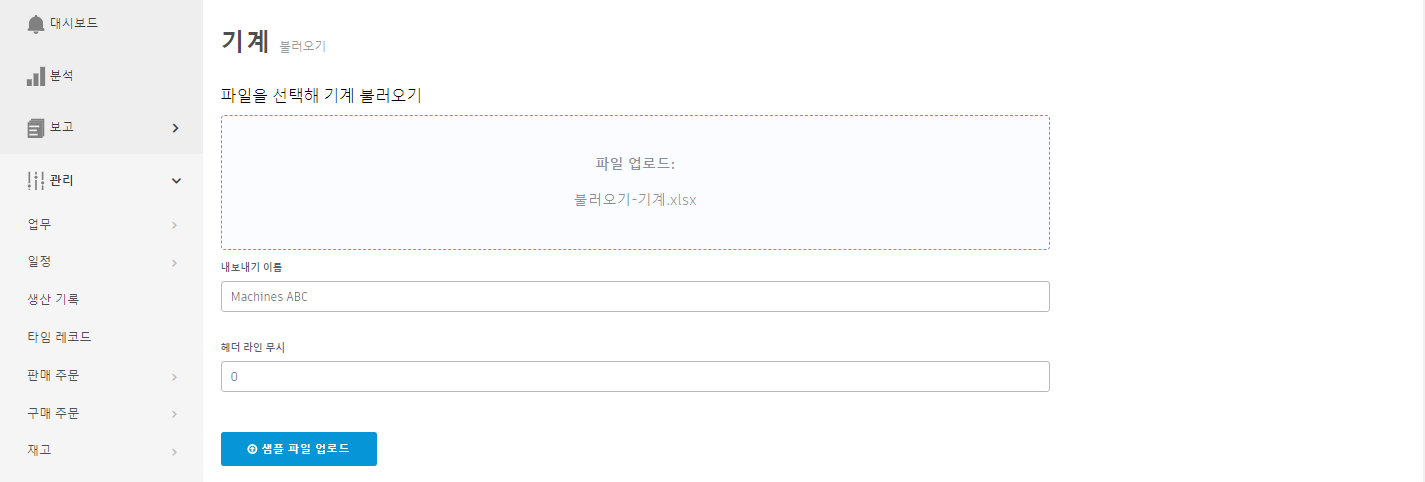 대시보드
분석
보고
관리
업무
일정
생산 기록
타임 레코드
판매 주문
구매 주문
재고
기계 불러오기
파일을 선택해 기계 불러오기
파일 업로드:
불러오기-기계.xlsx
내보내기 이름
Machines ABC
헤더 라인 무시
0
샘플 파일 업로드